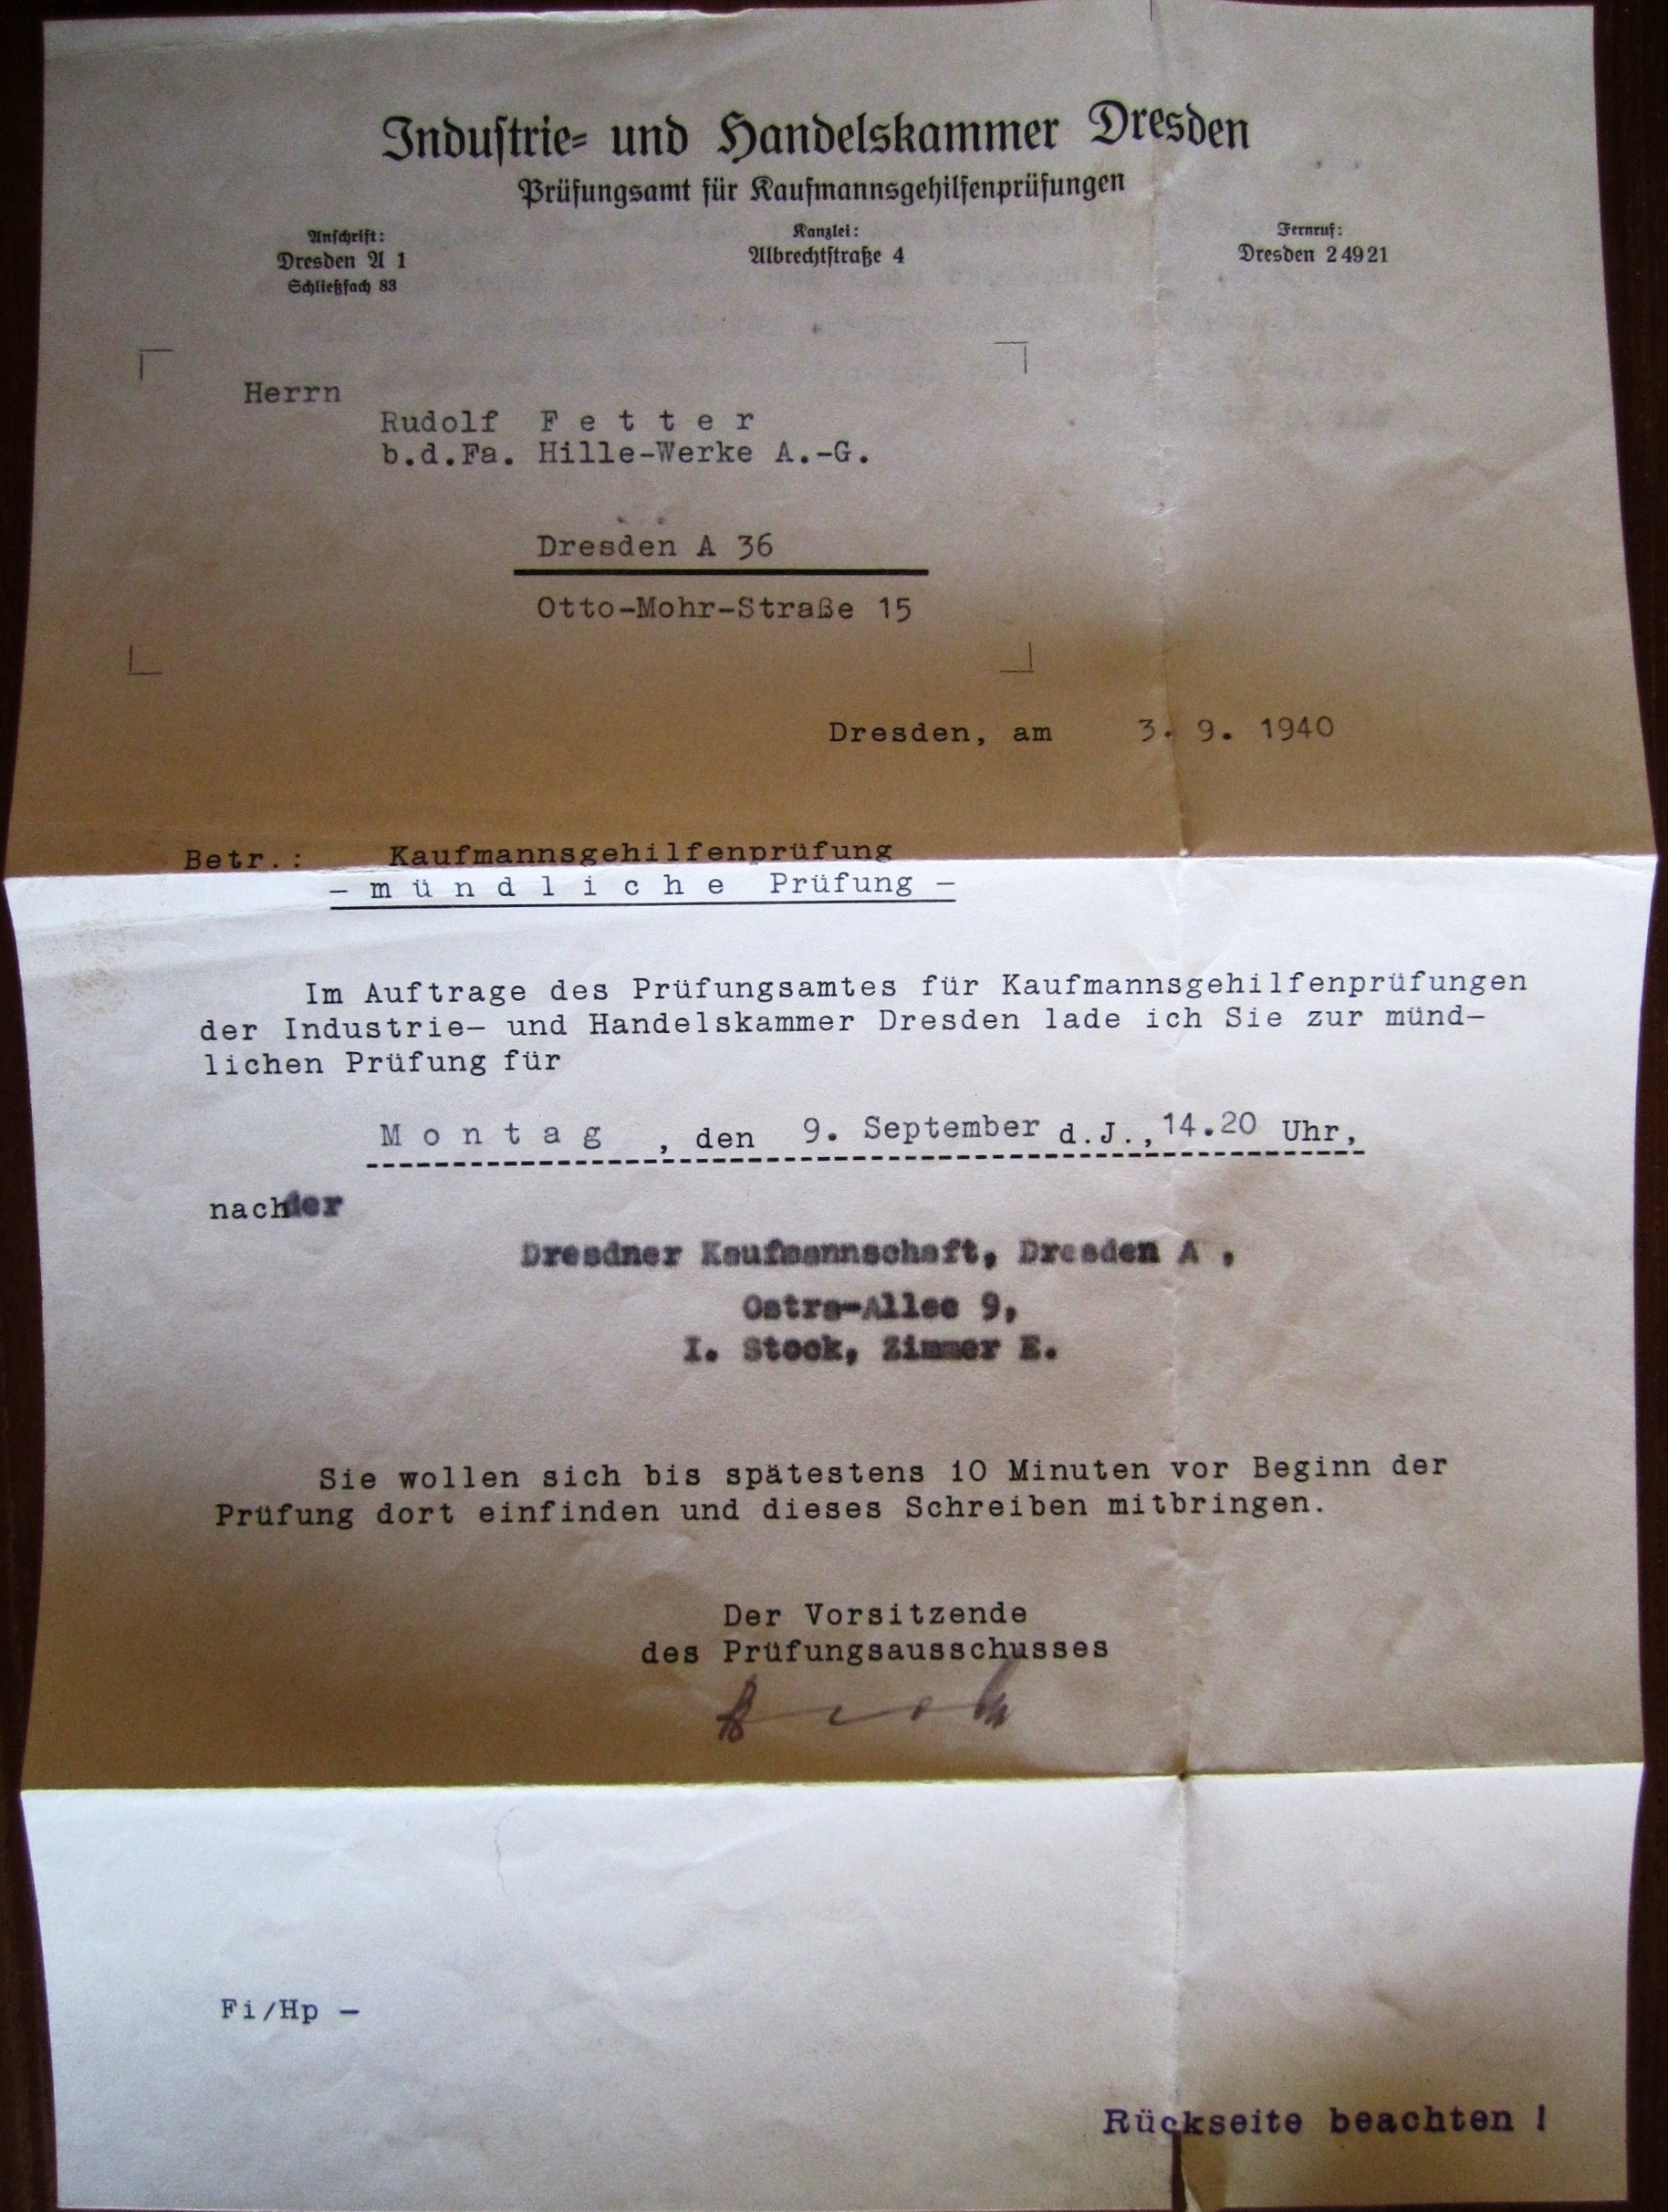 Industrie- und Handelskammer Dresden
Prüfungsamt für Kaufmannsgehilfenprüfungen
Anschrift:
Dresden A 1
Schließfach 83
Kanzlei:
Albrechtstraße 4
Fernruf:
Dresden 24921
Herrn
Rudolf F e t t e r
b.d.Fa. Hille-Werke A.-G.
Dresden A 36
Otto-Mohr-Straße 15
Dresden, am 3. 9. 1940
Betr.: Kaufmannsgehilfenprüfung
- m ü n d l i c h e Prüfung -
Im Auftrage des Prüfungsamtes für Kaufmannsgehilfenprüfungen
der Industrie- und Handelskammer Dresden lade ich Sie zur münd-
lichen Prüfung für
M o n t a g , den 9. September d.J., 14.20 Uhr,
nach der
Dresdner Kaufmannschaft, Dresden A ,
Ostra-Allee 9,
I. Stock, Zimmer E.
Sie wollen sich bis spätestens 10 Minuten vor Beginn der
Prüfung dort einfinden und dieses Schreiben mitbringen.
Der Vorsitzende
des Prüfungsausschusses
Fi/Hp -
Rückseite beachten !